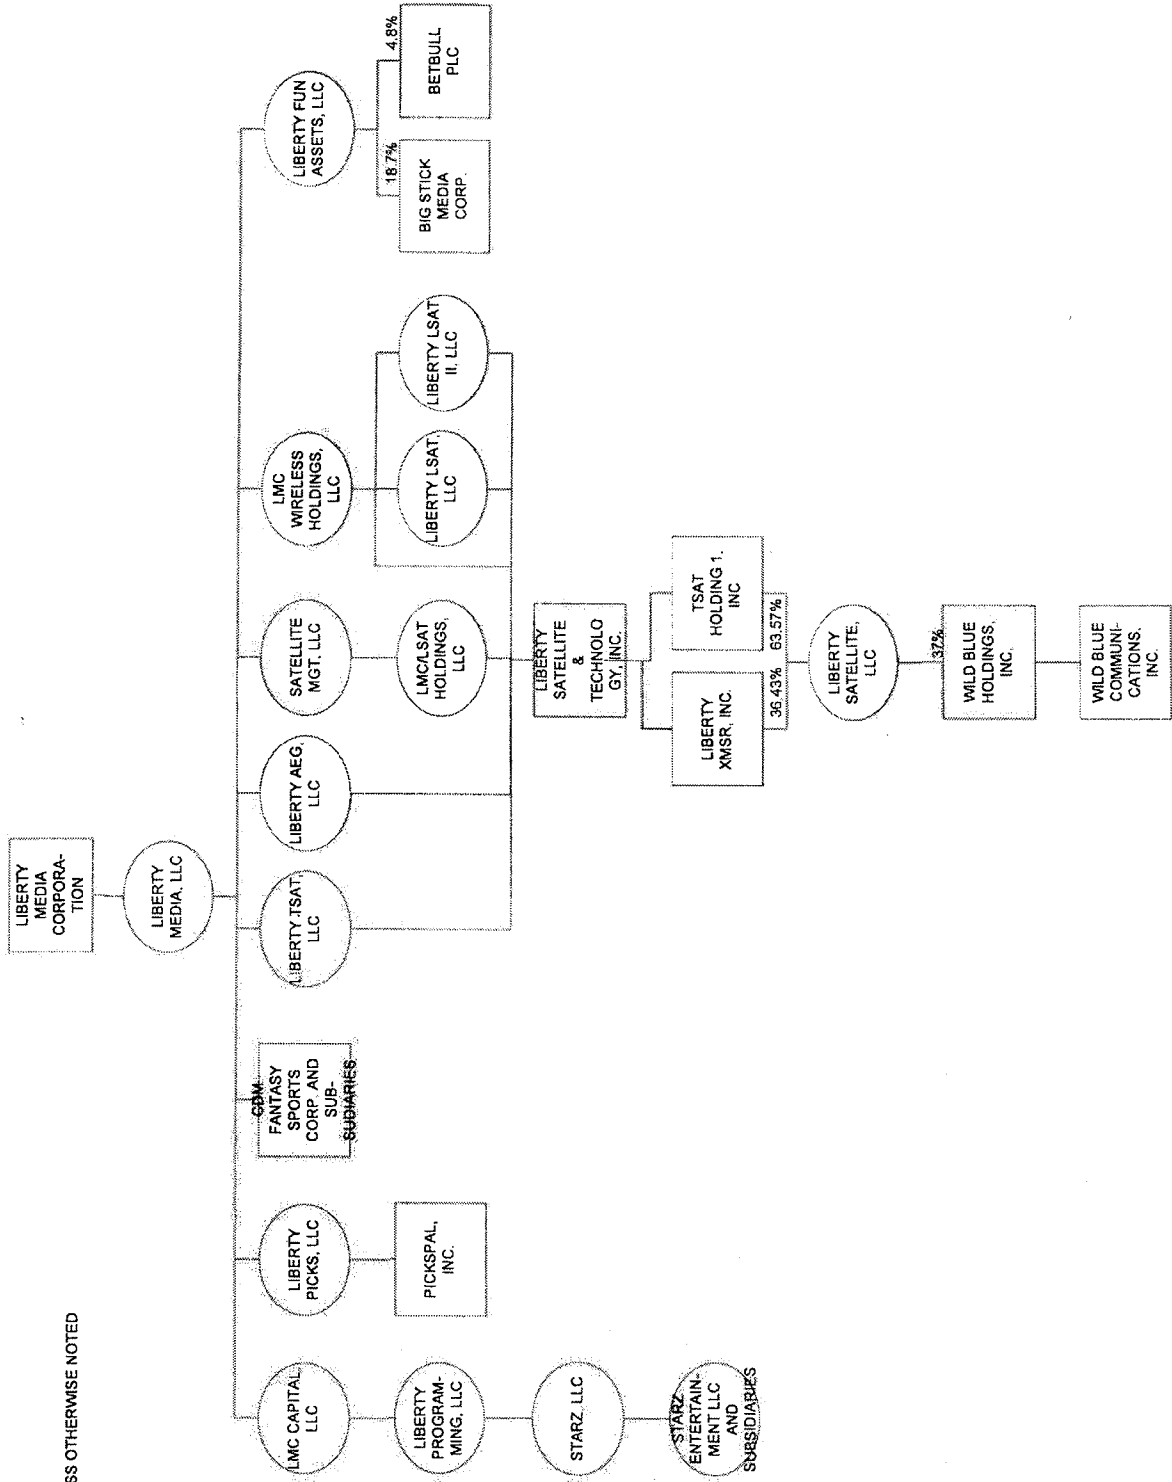 SS OTHERWISE NOTED
LIBERTY
MEDIA
CORPORA-
TION
LIBERTY
MEDIA, LLC
LMC CAPITAL,
LLC
LIBERTY
PICKS, LLC
CDM
FANTASY
SPORTS
CORP. AND
SUB-
SUDIARIES
LIBERTY TSAT,
LLC
LIBERTY AEG,
LLC
SATELLITE
MGT, LLC
LMC
WIRELESS
HOLDINGS,
LLC
LIBERTY FUN
ASSETS, LLC
LIBERTY
PROGRAM-
MING, LLC
PICKSPAL,
INC.
LMC/LSAT
HOLDINGS,
LLC
LIBERTY LSAT,
LLC
LIBERTY LSAT
II, LLC
18.7%
4.8%
BIG STICK
MEDIA
CORP.
BETBULL
PLC
STARZ, LLC
LIBERTY
SATELLITE
&
TECHNOLO
GY, INC.
STARZ
ENTERTAIN-
MENT LLC
AND
SUBSIDIARIES
LIBERTY
XMSR, INC.
TSAT
HOLDING 1,
INC
36.43%
63.57%
LIBERTY
SATELLITE,
LLC
37%
WILD BLUE
HOLDINGS,
INC.
WILD BLUE
COMMUNI-
CATIONS,
INC.